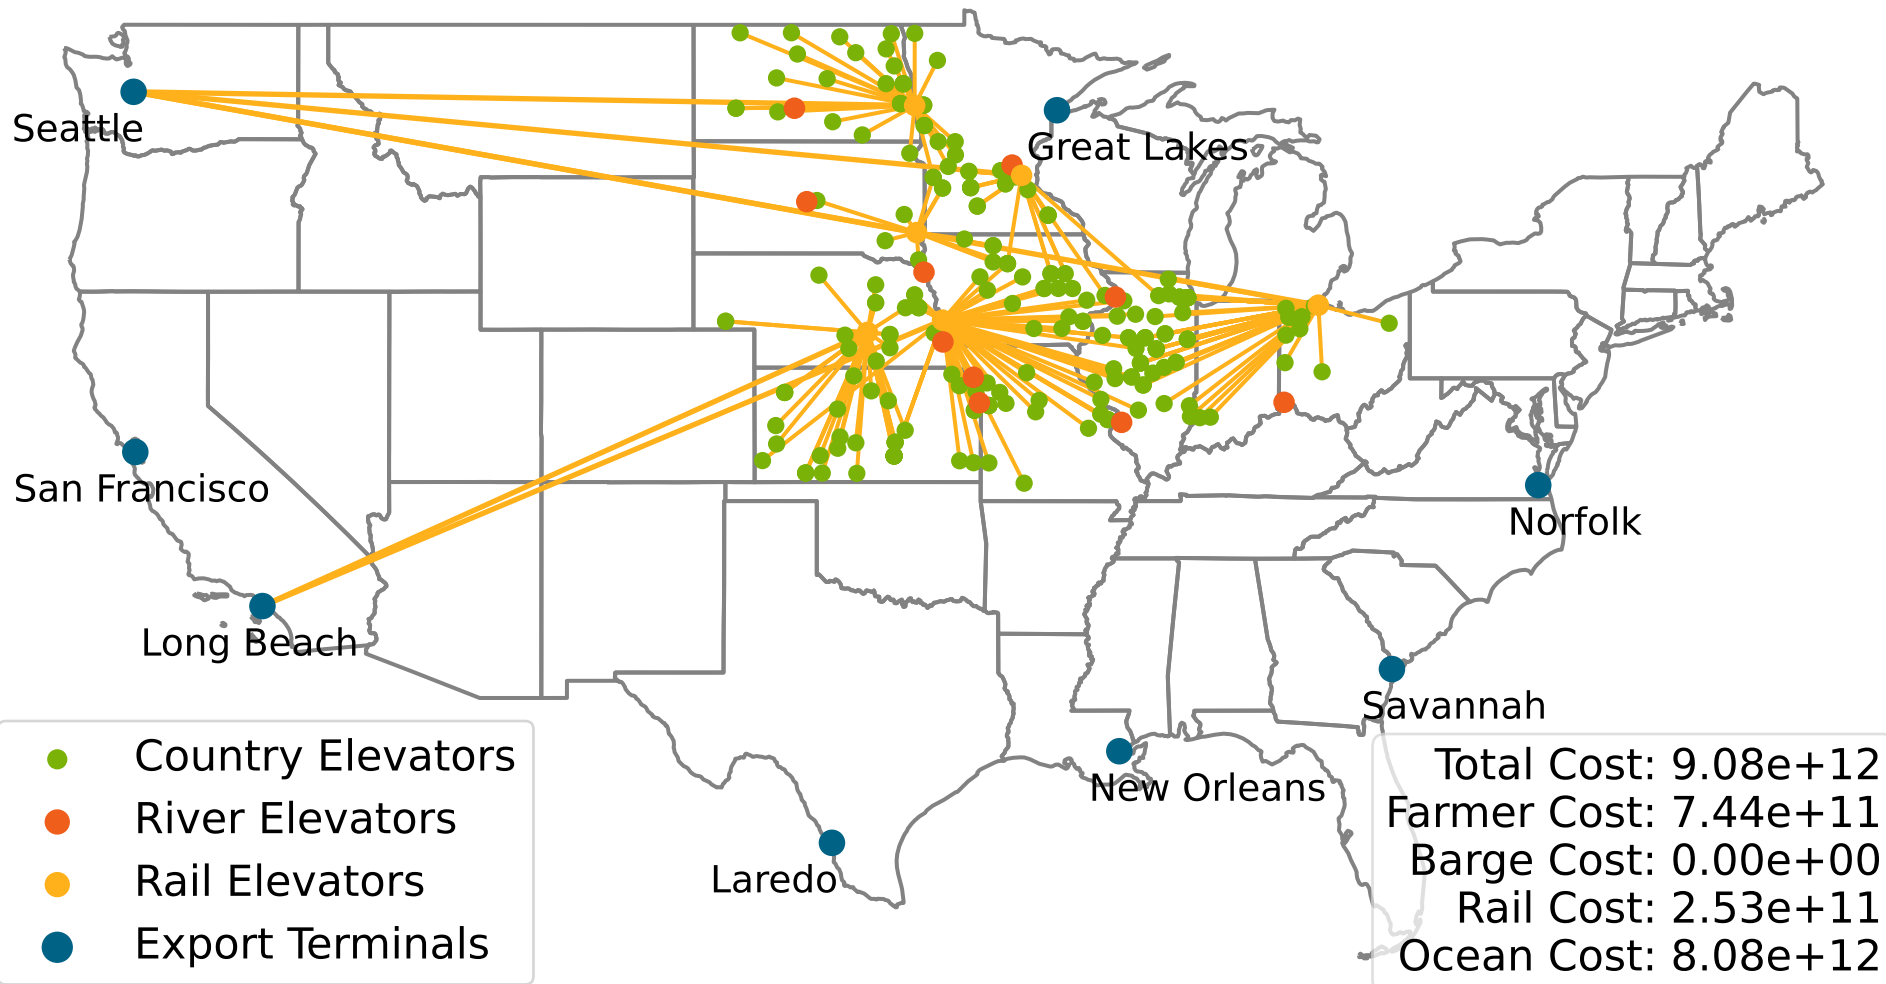 Seattle
Great Lakes
San Francisco
Norfolk
Long Beach
Savannah
New Orleans
Laredo
Country Elevators
River Elevators
Rail Elevators
Export Terminals
Total Cost: 9.08e+12
Farmer Cost: 7.44e+11
Barge Cost: 0.00e+00
Rail Cost: 2.53e+11
Ocean Cost: 8.08e+12